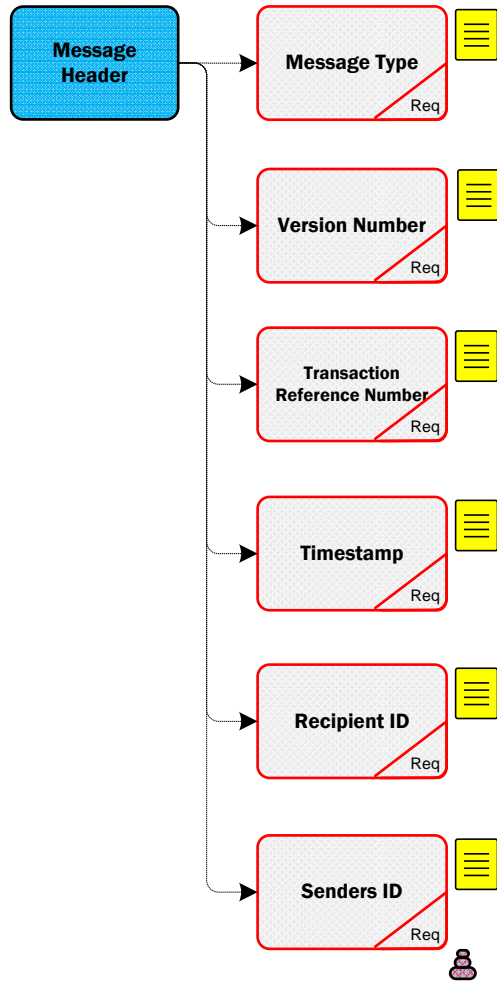 Message
Header
Message Type
Req
Version Number
Req
Transaction
Reference Number
Req
Timestamp
Req
Recipient ID
Req
Senders ID
Req